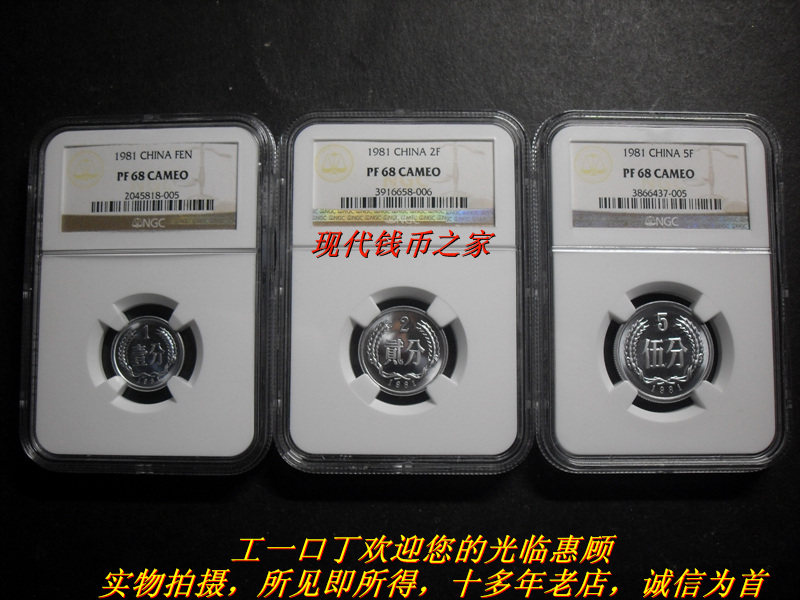 1981 CHINA FEN
PF 68 CAMEO
2045818-005
NGC
1981 CHINA 2F
PF 68 CAMEO
3916658-006
1981 CHINA 5F
PF 68 CAMEO
3866437-005
NGC
现代钱币之家
1
壹分
1981
2
贰分
1981
5
伍分
1981
工一口丁欢迎您的光临惠顾
实物拍摄，所见即所得，十多年老店，诚信为首